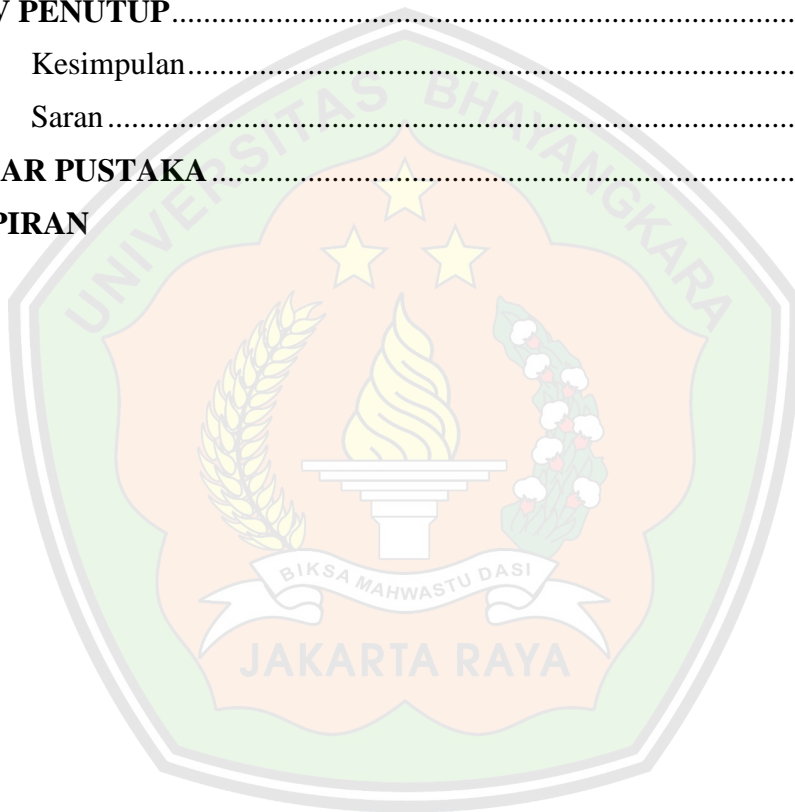 V PENUTUP
Kesimpulan
Saran
AR PUSTAKA
PIRAN
UNIVERSITAS BHAYANGKARA
BIKSA MAHWASTU DASI
JAKARTA RAYA